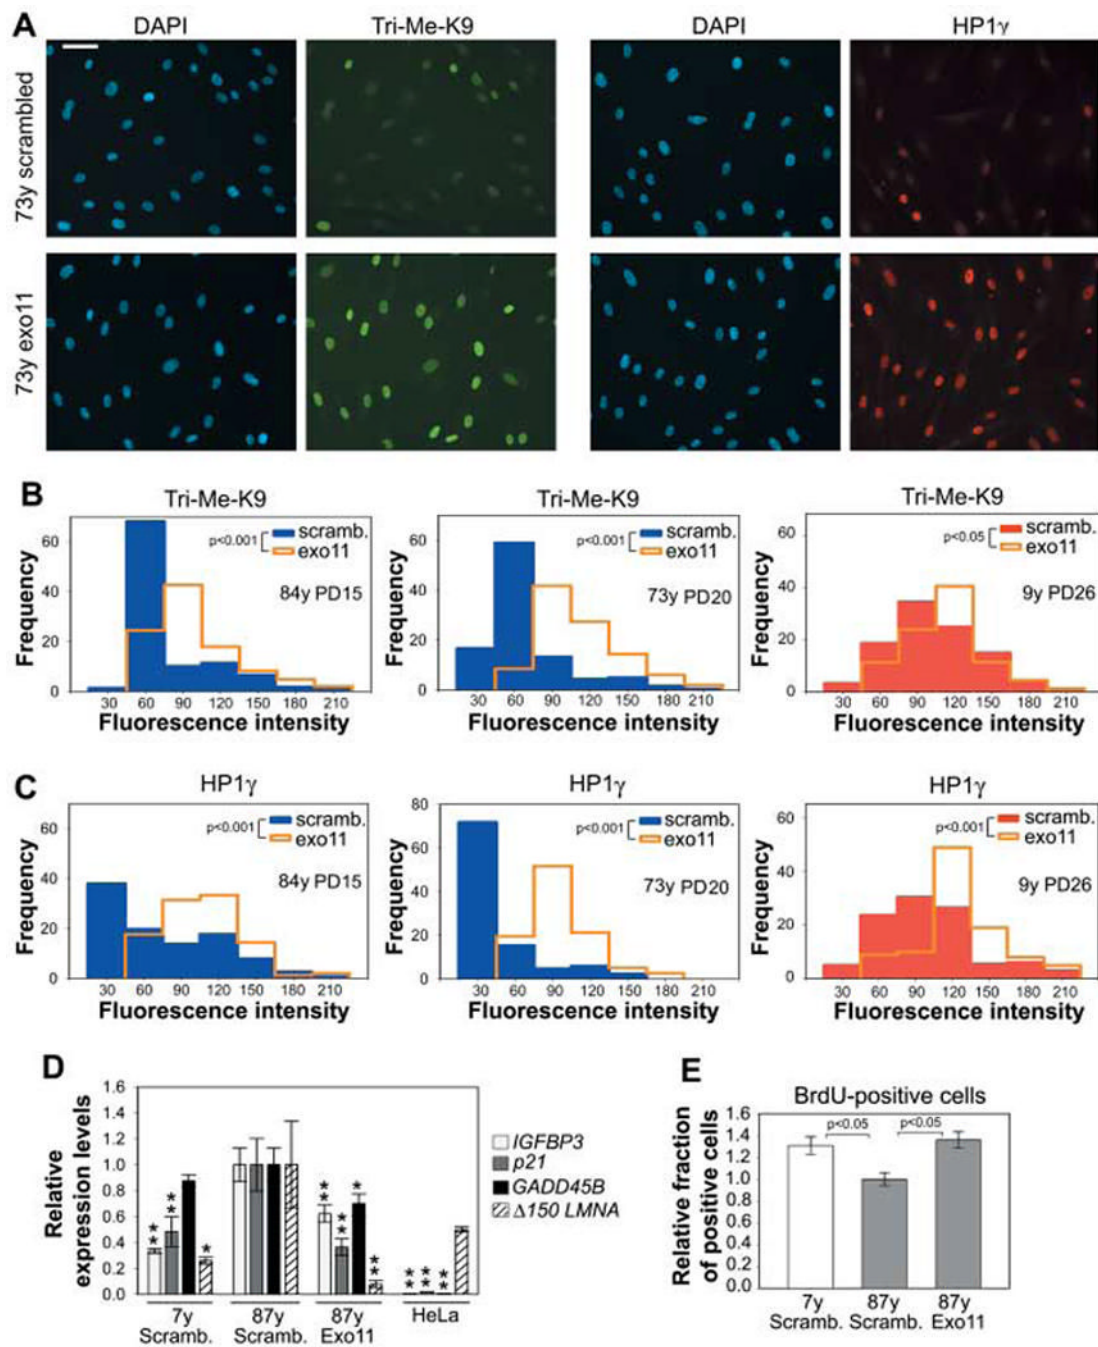 A
DAPI
Tri-Me-K9
DAPI
HP1γ
73y scrambled
73y exo11
B
Tri-Me-K9
Frequency
60
40
20
0
p<0.001
scramb.
exo11
84y PD15
30 60 90 120 150 180 210
Fluorescence intensity
Tri-Me-K9
Frequency
60
40
20
0
p<0.001
scramb.
exo11
73y PD20
30 60 90 120 150 180 210
Fluorescence intensity
Tri-Me-K9
Frequency
60
40
20
0
p<0.05
scramb.
exo11
9y PD26
30 60 90 120 150 180 210
Fluorescence intensity
C
HP1γ
Frequency
60
40
20
0
p<0.001
scramb.
exo11
84y PD15
30 60 90 120 150 180 210
Fluorescence intensity
HP1γ
Frequency
80
60
40
20
0
p<0.001
scramb.
exo11
73y PD20
30 60 90 120 150 180 210
Fluorescence intensity
HP1γ
Frequency
60
40
20
0
p<0.001
scramb.
exo11
9y PD26
30 60 90 120 150 180 210
Fluorescence intensity
D
Relative
expression levels
1.6
1.4
1.2
1.0
0.8
0.6
0.4
0.2
0.0
** ** *
** ** * **
** ** **
7y
Scramb.
87y
Scramb.
87y
Exo11
HeLa
IGFBP3
p21
GADD45B
Δ150 LMNA
E
BrdU-positive cells
Relative fraction
of positive cells
1.6
1.4
1.2
1.0
0.8
0.6
0.4
0.2
0.0
p<0.05
p<0.05
7y
Scramb.
87y
Scramb.
87y
Exo11